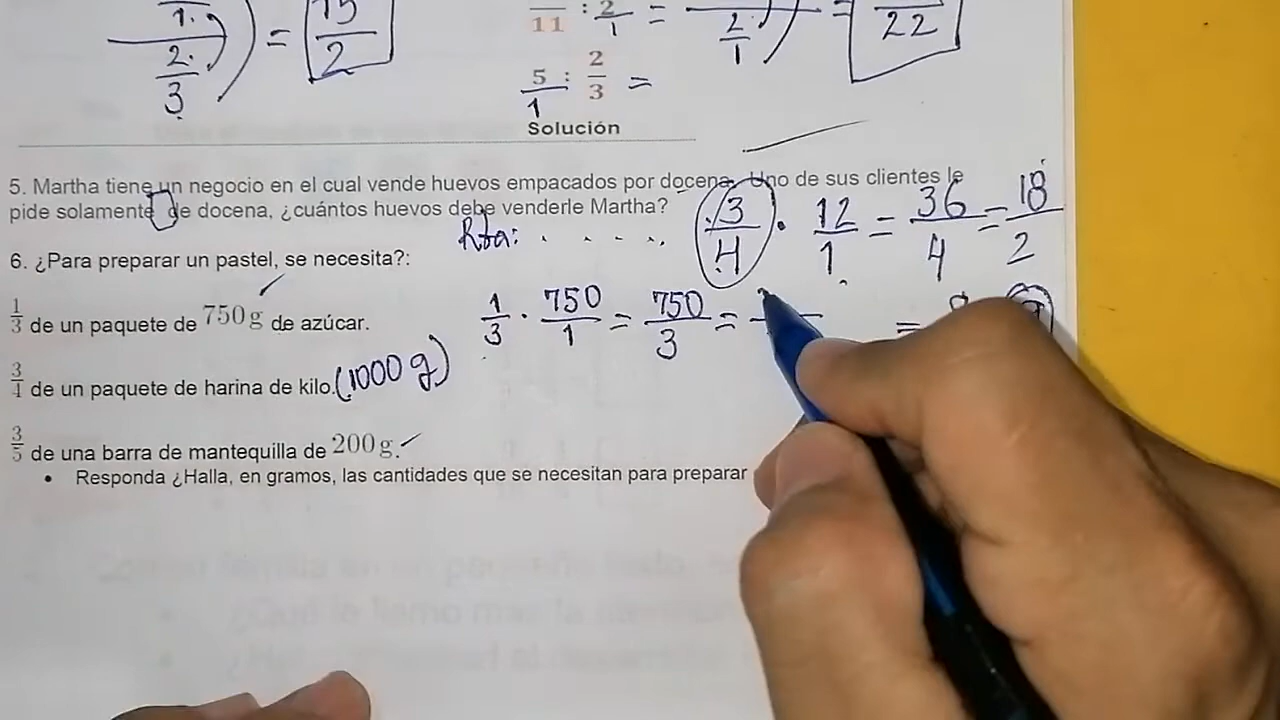 1.
2.
3
= 15
2
11 : 2
1 =
2
1
= 22
5
1 : 2
3 =
Solución
5. Martha tiene un negocio en el cual vende huevos empacados por docena. Uno de sus clientes le
pide solamente de docena, ¿cuántos huevos debe venderle Martha?
3/4 . 12/1 = 36/4 = 18/2
Rta: . . . . .
6. ¿Para preparar un pastel, se necesita?:
1/3 de un paquete de 750 g de azúcar.
1/3 . 750/1 = 750/3 =
= 9
3/4 de un paquete de harina de kilo. (1000 g)
3/5 de una barra de mantequilla de 200 g.
• Responda ¿Halla, en gramos, las cantidades que se necesitan para preparar